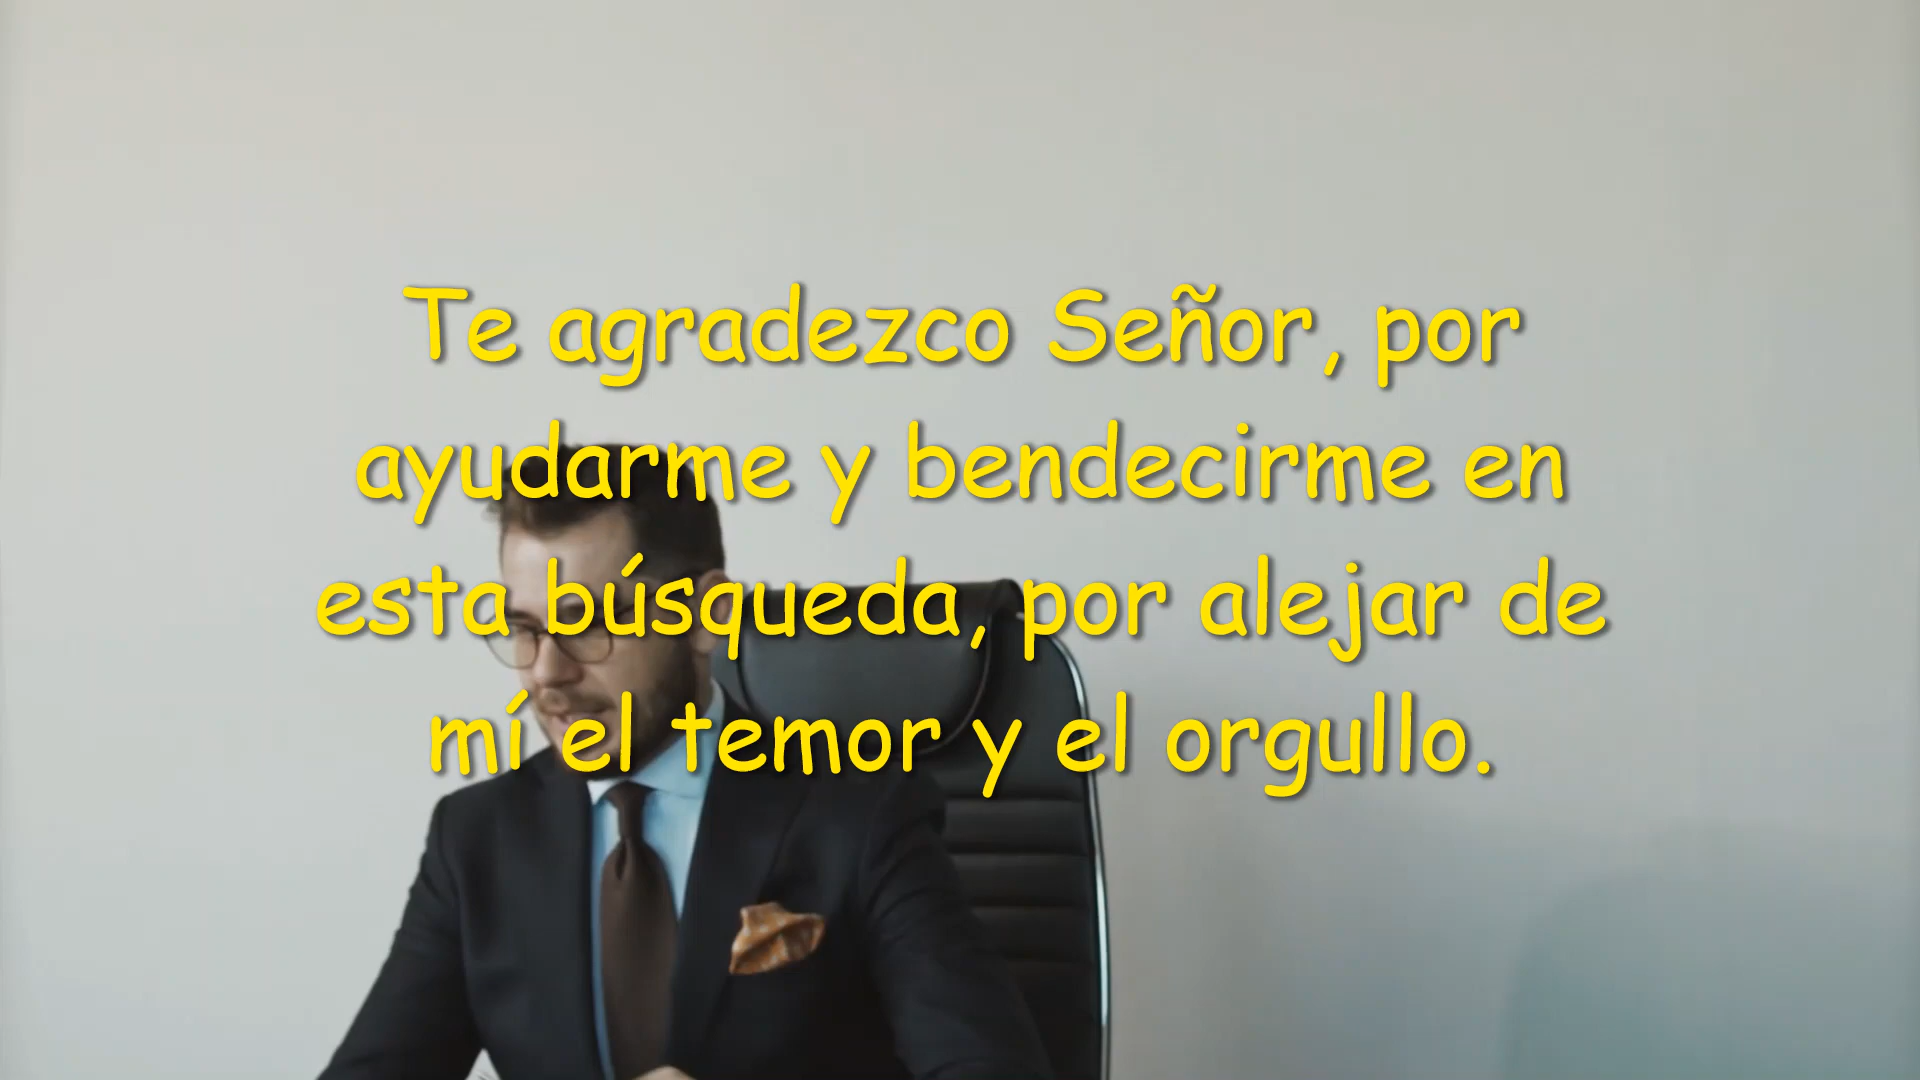 Te agradezco Señor, por
ayudarme y bendecirme en
esta búsqueda, por alejar de
mí el temor y el orgullo.